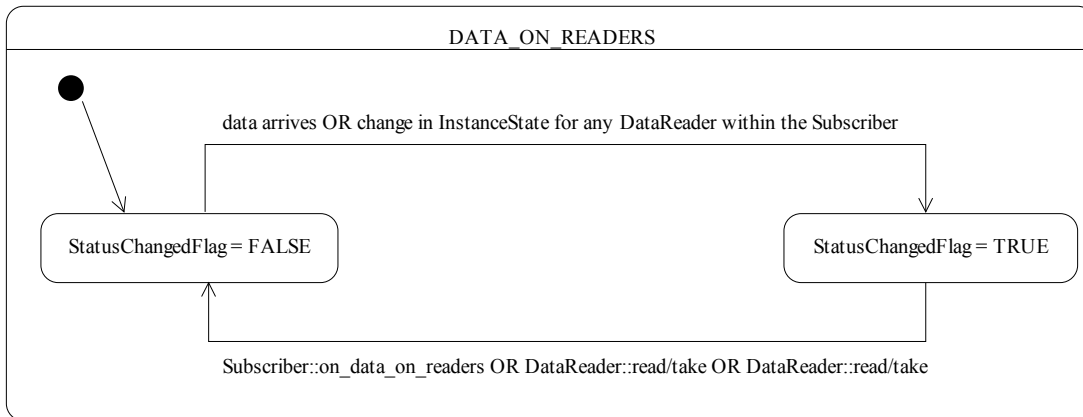 DATA_ON_READERS
data arrives OR change in InstanceState for any DataReader within the Subscriber
StatusChangedFlag = FALSE
StatusChangedFlag = TRUE
Subscriber::on_data_on_readers OR DataReader::read/take OR DataReader::read/take